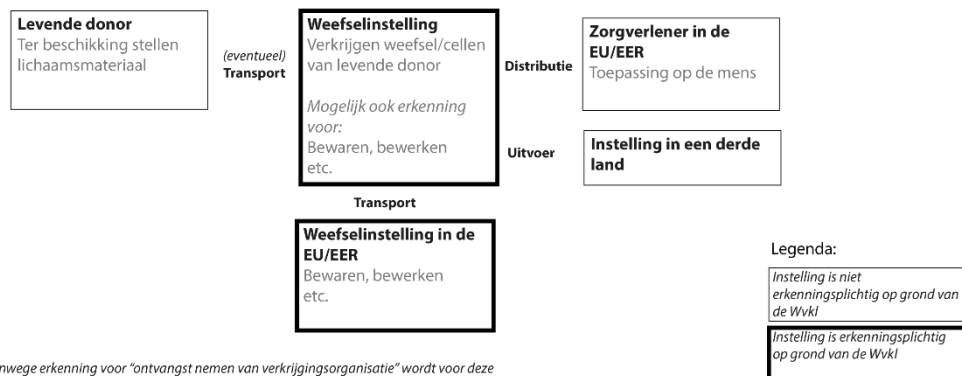 Levende donor
Ter beschikking stellen
lichaamsmateriaal
(eventueel)
Transport
Weefselinstelling
Verkrijgen weefsel/cellen
van levende donor
Mogelijk ook erkenning
voor:
Bewaren, bewerken
etc.
Distributie
Zorgverlener in de
EU/EER
Toepassing op de mens
Uitvoer
Instelling in een derde
land
Transport
Weefselinstelling in de
EU/EER
Bewaren, bewerken
etc.
Legenda:
Instelling is niet
erkenningsplichtig op grond van
de Wvkl
Instelling is erkenningsplichtig
op grond van de Wvkl
nwege erkenning voor “ontvangst nemen van verkrijgingsorganisatie” wordt voor deze